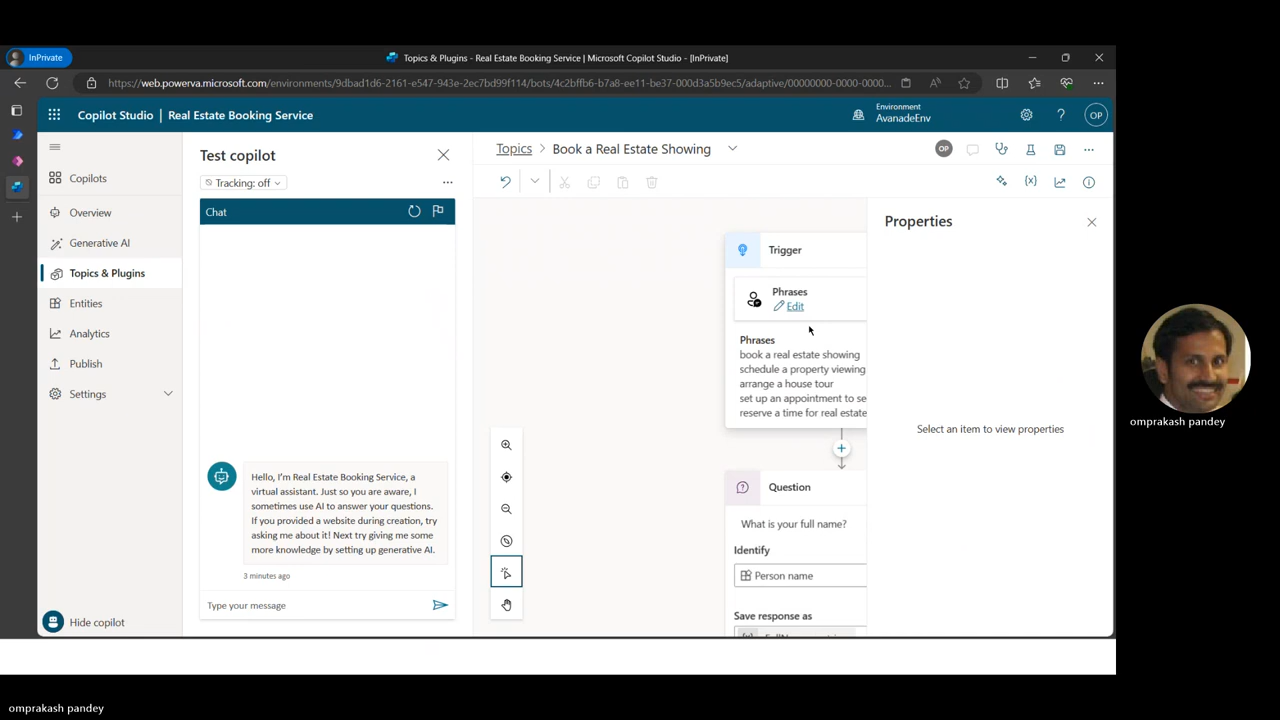 InPrivate
Topics & Plugins - Real Estate Booking Service | Microsoft Copilot Studio - [InPrivate]
https://web.powerva.microsoft.com/environments/9dbad1d6-2161-e547-943e-2ec7bd99f114/bots/4c2bffb6-b7a8-ee11-be37-000d3a5b9ec5/adaptive/00000000-0000-0000...
Copilot Studio | Real Estate Booking Service
Environment
AvanadeEnv
OP
Copilots
Overview
Generative AI
Topics & Plugins
Entities
Analytics
Publish
Settings
Hide copilot
Test copilot
Tracking: off
Chat
Hello, I'm Real Estate Booking Service, a
virtual assistant. Just so you are aware, I
sometimes use AI to answer your questions.
If you provided a website during creation, try
asking me about it! Next try giving me some
more knowledge by setting up generative AI.
3 minutes ago
Type your message
Topics > Book a Real Estate Showing
OP
Trigger
Phrases
Edit
Phrases
book a real estate showing
schedule a property viewing
arrange a house tour
set up an appointment to se
reserve a time for real estate
Question
What is your full name?
Identify
Person name
Save response as
Properties
Select an item to view properties
omprakash pandey
omprakash pandey